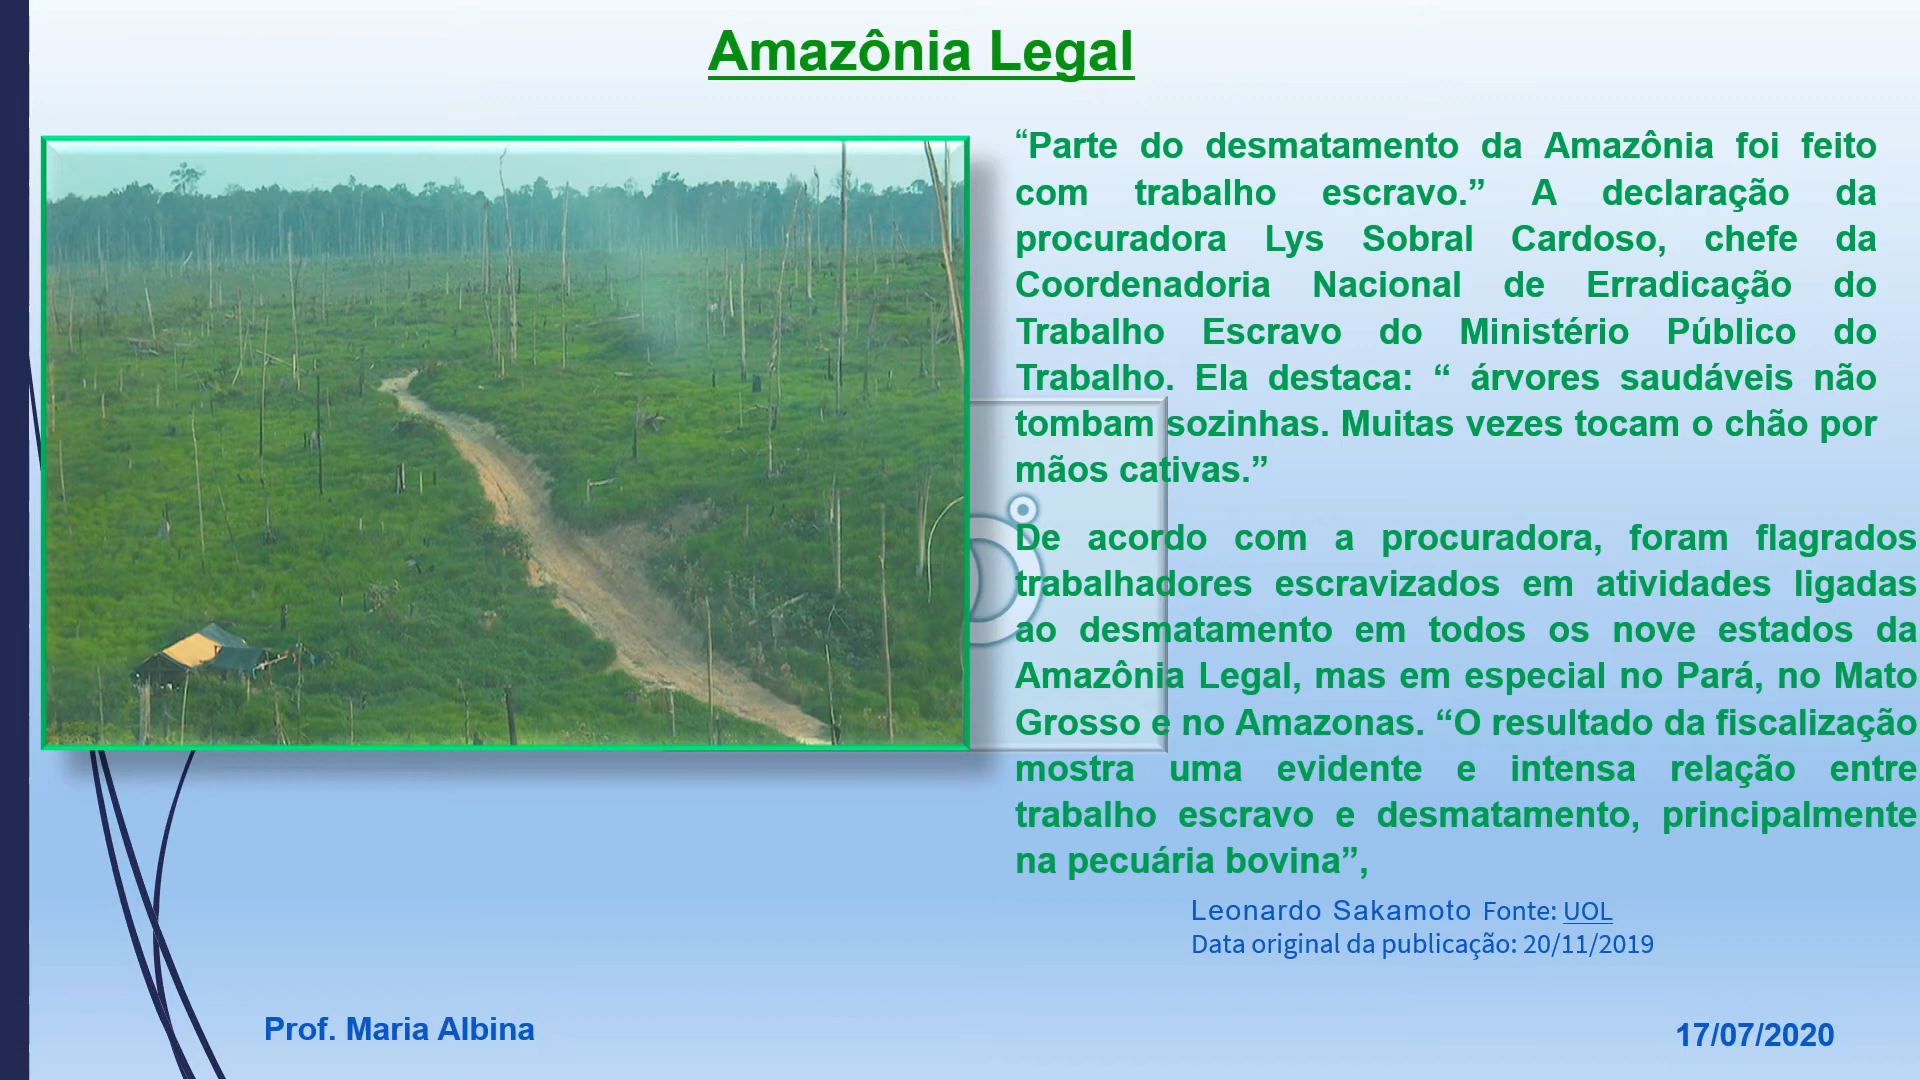 Amazônia Legal
“Parte do desmatamento da Amazônia foi feito
com trabalho escravo.” A declaração da
procuradora Lys Sobral Cardoso, chefe da
Coordenadoria Nacional de Erradicação do
Trabalho Escravo do Ministério Público do
Trabalho. Ela destaca: “ árvores saudáveis não
tombam sozinhas. Muitas vezes tocam o chão por
mãos cativas.”
De acordo com a procuradora, foram flagrados
trabalhadores escravizados em atividades ligadas
ao desmatamento em todos os nove estados da
Amazônia Legal, mas em especial no Pará, no Mato
Grosso e no Amazonas. “O resultado da fiscalização
mostra uma evidente e intensa relação entre
trabalho escravo e desmatamento, principalmente
na pecuária bovina”,
Leonardo Sakamoto Fonte: UOL
Data original da publicação: 20/11/2019
Prof. Maria Albina
17/07/2020